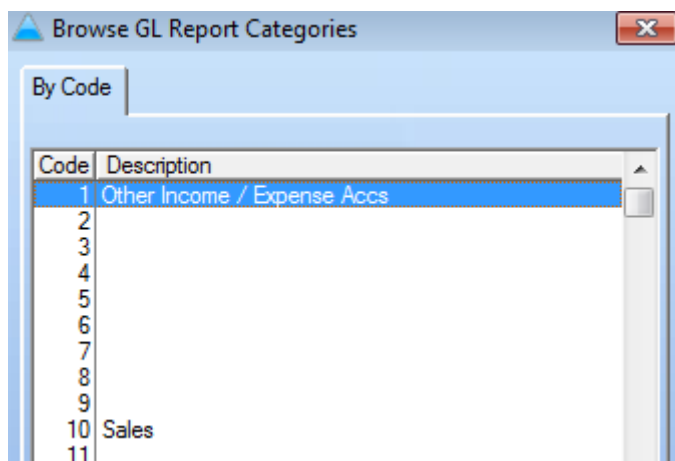 Browse GL Report Categories
By Code
Code Description
1 Other Income / Expense Accs
2
3
4
5
6
7
8
9
10 Sales
11